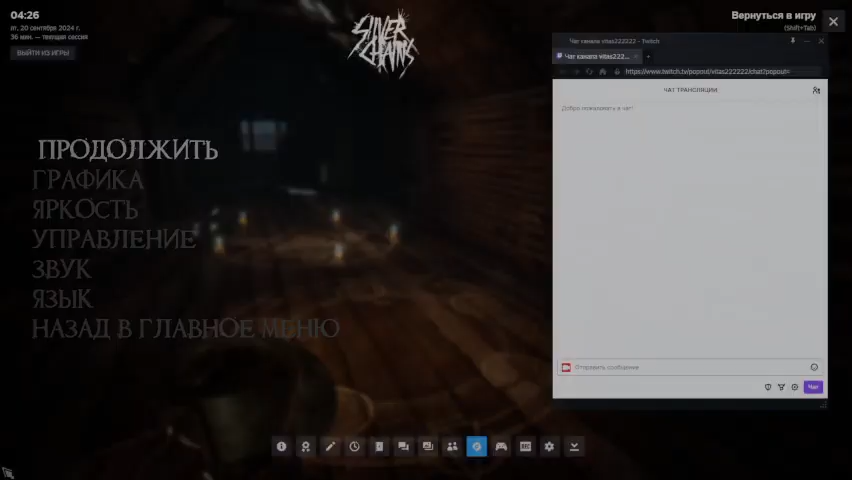 04:26
пт, 20 сентября 2024 г.
36 мин. — текущая сессия
ВЫЙТИ ИЗ ИГРЫ
SILVER CHAINS
Вернуться в игру
(Shift+Tab)
Чат канала vitas222222 - Twitch
Чат канала vitas222...
https://www.twitch.tv/popout/vitas222222/chat?popout=
ЧАТ ТРАНСЛЯЦИИ
Добро пожаловать в чат!
ПРОДОЛЖИТЬ
ГРАФИКА
ЯРКОСТЬ
УПРАВЛЕНИЕ
ЗВУК
ЯЗЫК
НАЗАД В ГЛАВНОЕ МЕНЮ
Отправить сообщение
Чат
REC